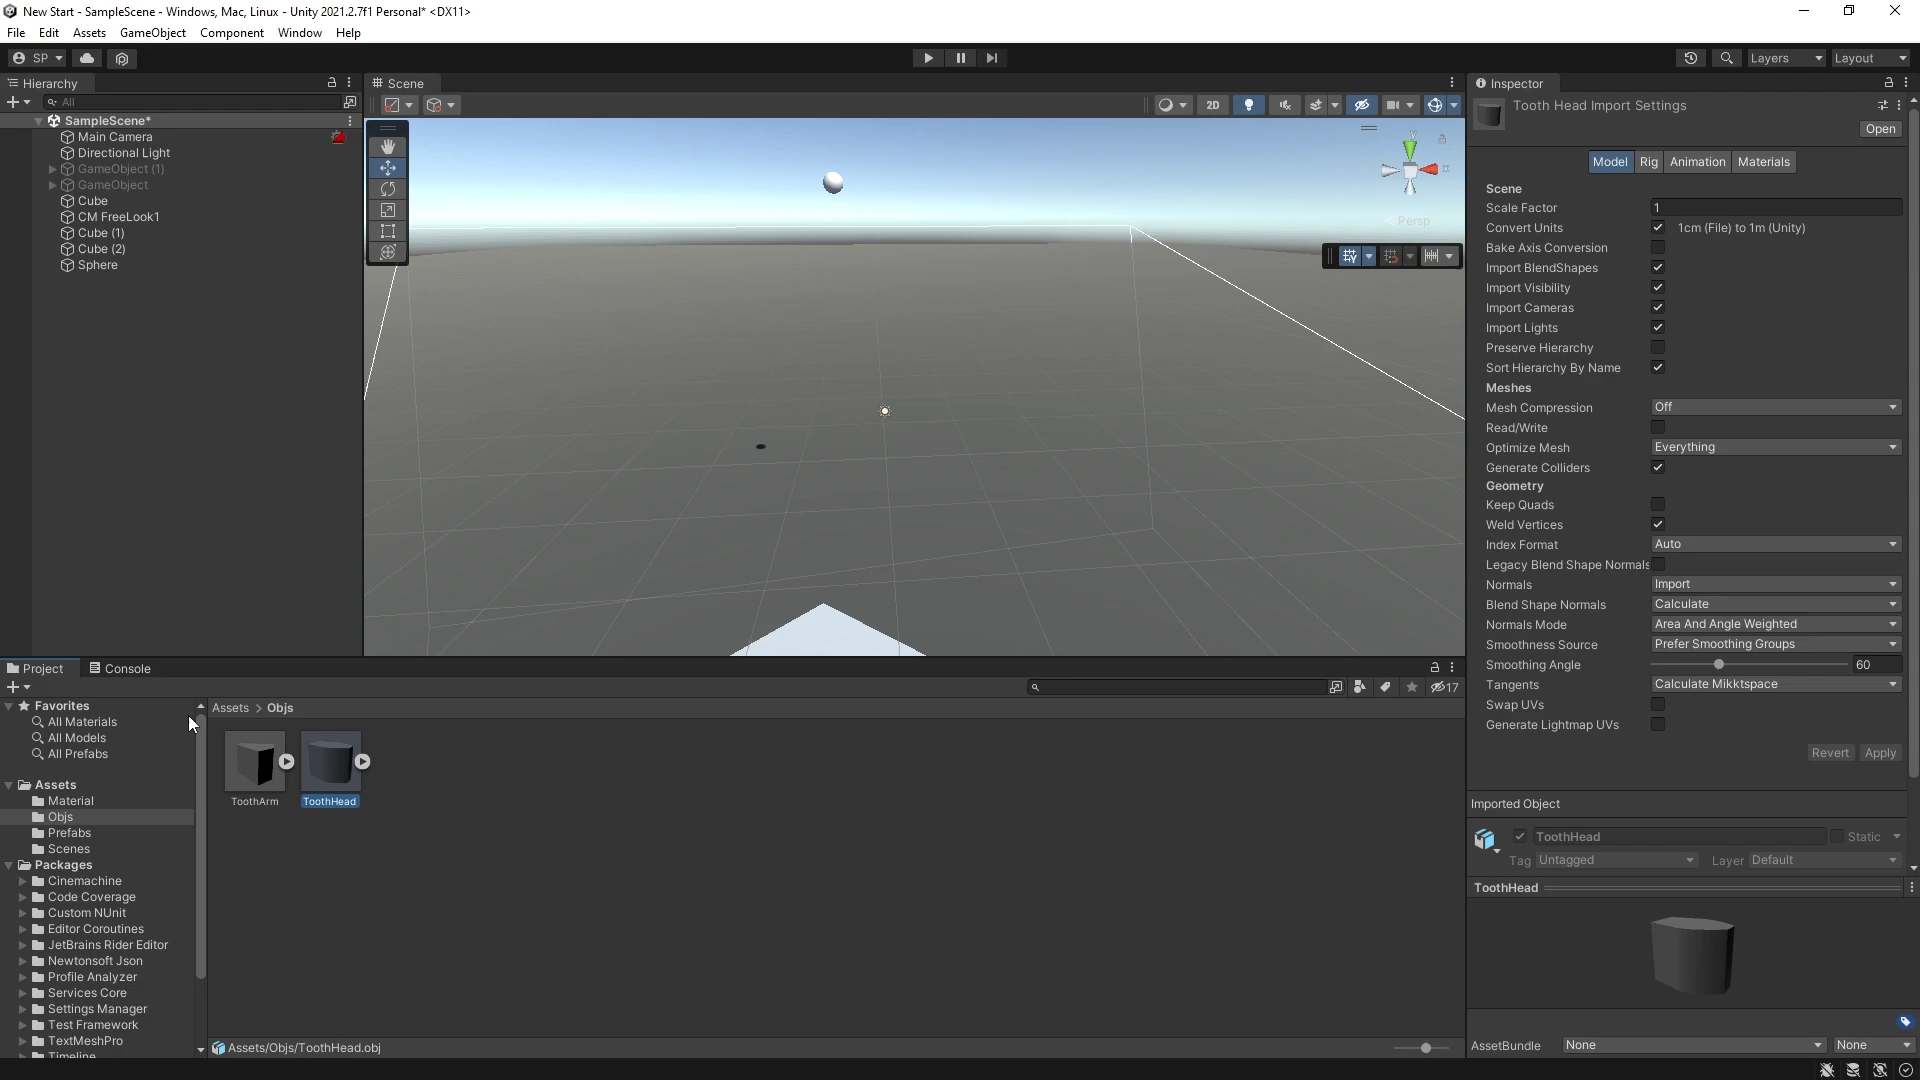 New Start - SampleScene - Windows, Mac, Linux - Unity 2021.2.7f1 Personal* <DX11>
File Edit Assets GameObject Component Window Help
SP Layers Layout
Hierarchy
All
SampleScene*
Main Camera
Directional Light
GameObject (1)
GameObject
Cube
CM FreeLook1
Cube (1)
Cube (2)
Sphere
Scene
2D
y
x
Persp
Inspector
Tooth Head Import Settings
Open
Model Rig Animation Materials
Scene
Scale Factor 1
Convert Units 1cm (File) to 1m (Unity)
Bake Axis Conversion
Import BlendShapes
Import Visibility
Import Cameras
Import Lights
Preserve Hierarchy
Sort Hierarchy By Name
Meshes
Mesh Compression Off
Read/Write
Optimize Mesh Everything
Generate Colliders
Geometry
Keep Quads
Weld Vertices
Index Format Auto
Legacy Blend Shape Normals
Normals Import
Blend Shape Normals Calculate
Normals Mode Area And Angle Weighted
Smoothness Source Prefer Smoothing Groups
Smoothing Angle 60
Tangents Calculate Mikktspace
Swap UVs
Generate Lightmap UVs
Revert Apply
Imported Object
ToothHead Static
Tag Untagged Layer Default
ToothHead
AssetBundle None None
Project Console
17
Favorites
All Materials
All Models
All Prefabs
Assets
Material
Objs
Prefabs
Scenes
Packages
Cinemachine
Code Coverage
Custom NUnit
Editor Coroutines
JetBrains Rider Editor
Newtonsoft Json
Profile Analyzer
Services Core
Settings Manager
Test Framework
TextMeshPro
Timeline
Assets > Objs
ToothArm ToothHead
Assets/Objs/ToothHead.obj